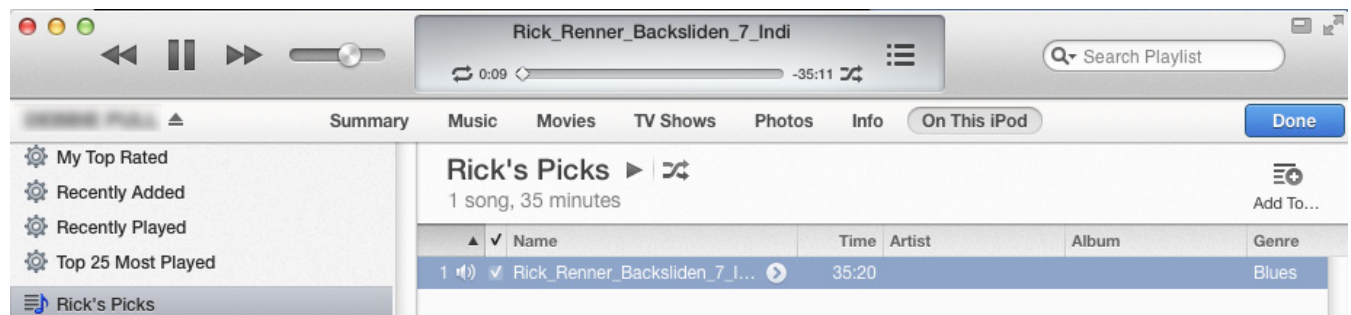 Rick_Renner_Backsliden_7_Indi
0:09 -35:11
Search Playlist
Summary Music Movies TV Shows Photos Info On This iPod Done
My Top Rated
Recently Added
Recently Played
Top 25 Most Played
Rick's Picks
Rick's Picks
1 song, 35 minutes
Add To...
Name Time Artist Album Genre
1 Rick_Renner_Backsliden_7_I... 35:20 Blues